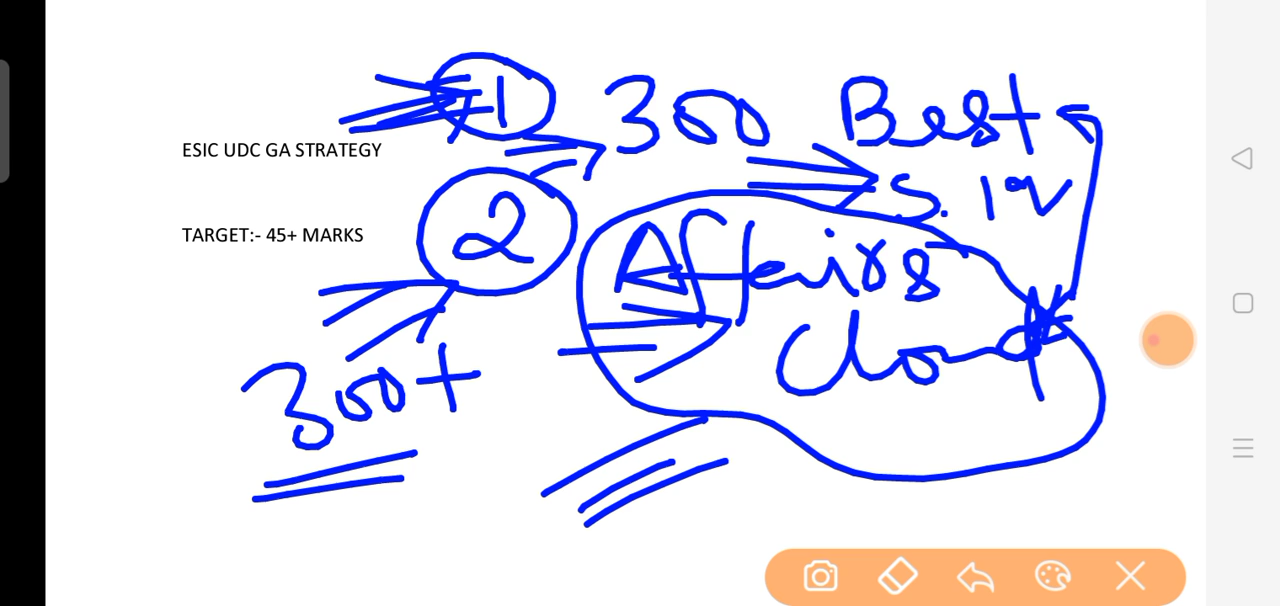 1 300 Best
ESIC UDC GA STRATEGY
2
TARGET:- 45+ MARKS
Affairs
Cloud
300+